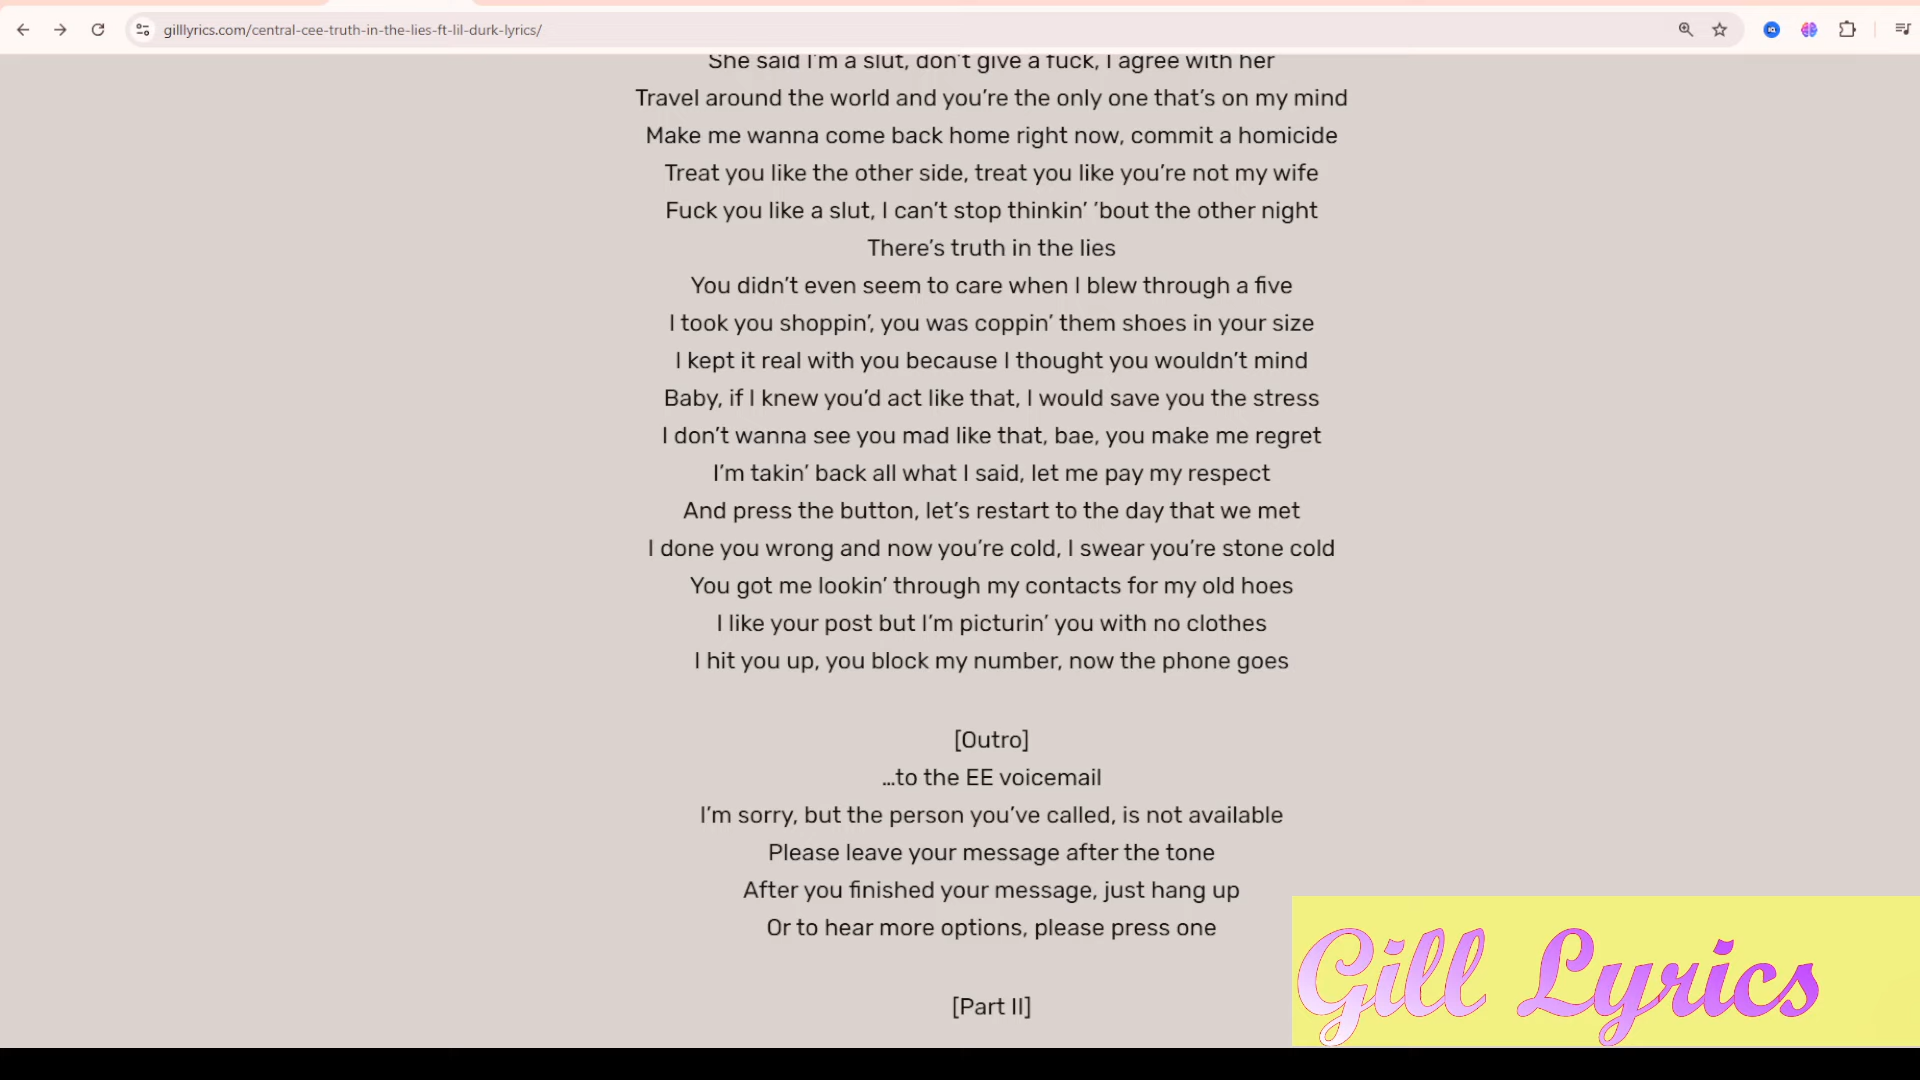 gilllyrics.com/central-cee-truth-in-the-lies-ft-lil-durk-lyrics/
She said I'm a slut, don't give a fuck, I agree with her
Travel around the world and you’re the only one that’s on my mind
Make me wanna come back home right now, commit a homicide
Treat you like the other side, treat you like you’re not my wife
Fuck you like a slut, I can’t stop thinkin’ ’bout the other night
There’s truth in the lies
You didn’t even seem to care when I blew through a five
I took you shoppin’, you was coppin’ them shoes in your size
I kept it real with you because I thought you wouldn’t mind
Baby, if I knew you’d act like that, I would save you the stress
I don’t wanna see you mad like that, bae, you make me regret
I’m takin’ back all what I said, let me pay my respect
And press the button, let’s restart to the day that we met
I done you wrong and now you’re cold, I swear you’re stone cold
You got me lookin’ through my contacts for my old hoes
I like your post but I’m picturin’ you with no clothes
I hit you up, you block my number, now the phone goes
[Outro]
…to the EE voicemail
I’m sorry, but the person you’ve called, is not available
Please leave your message after the tone
After you finished your message, just hang up
Or to hear more options, please press one
[Part II]
Gill Lyrics